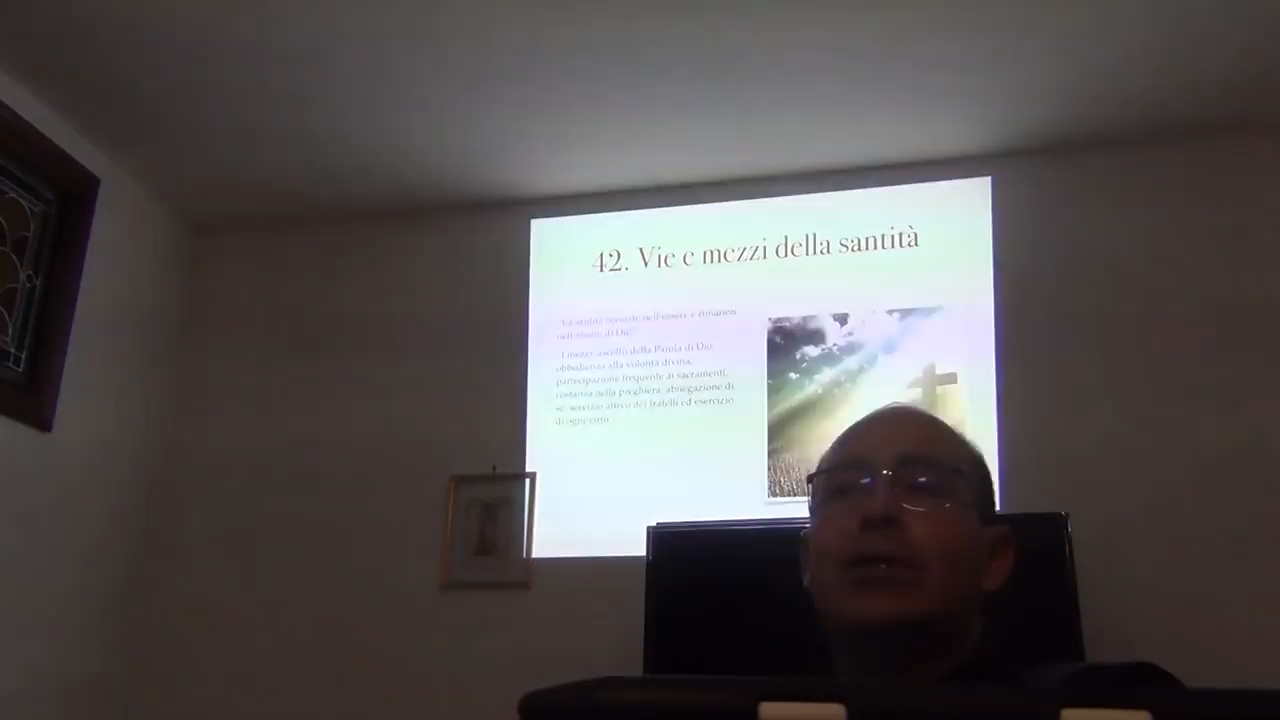 42. Vie e mezzi della santità
La santità consiste nell'essere e rimanere
nell'amore di Dio
I mezzi: ascolto della Parola di Dio,
obbedienza alla volontà divina,
partecipazione frequente ai sacramenti,
costanza nella preghiera, abnegazione di
sé, servizio attivo dei fratelli ed esercizio
di ogni virtù